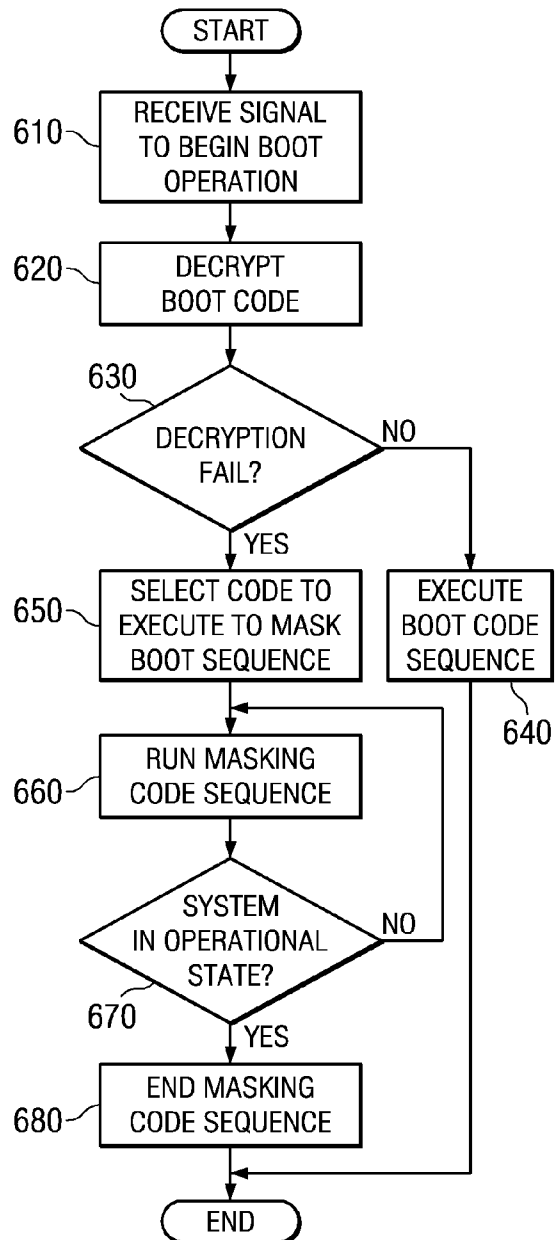 START
610
RECEIVE SIGNAL
TO BEGIN BOOT
OPERATION
620
DECRYPT
BOOT CODE
630
DECRYPTION
FAIL?
NO
YES
650
SELECT CODE TO
EXECUTE TO MASK
BOOT SEQUENCE
EXECUTE
BOOT CODE
SEQUENCE
640
660
RUN MASKING
CODE SEQUENCE
SYSTEM
IN OPERATIONAL
STATE?
NO
670
YES
680
END MASKING
CODE SEQUENCE
END